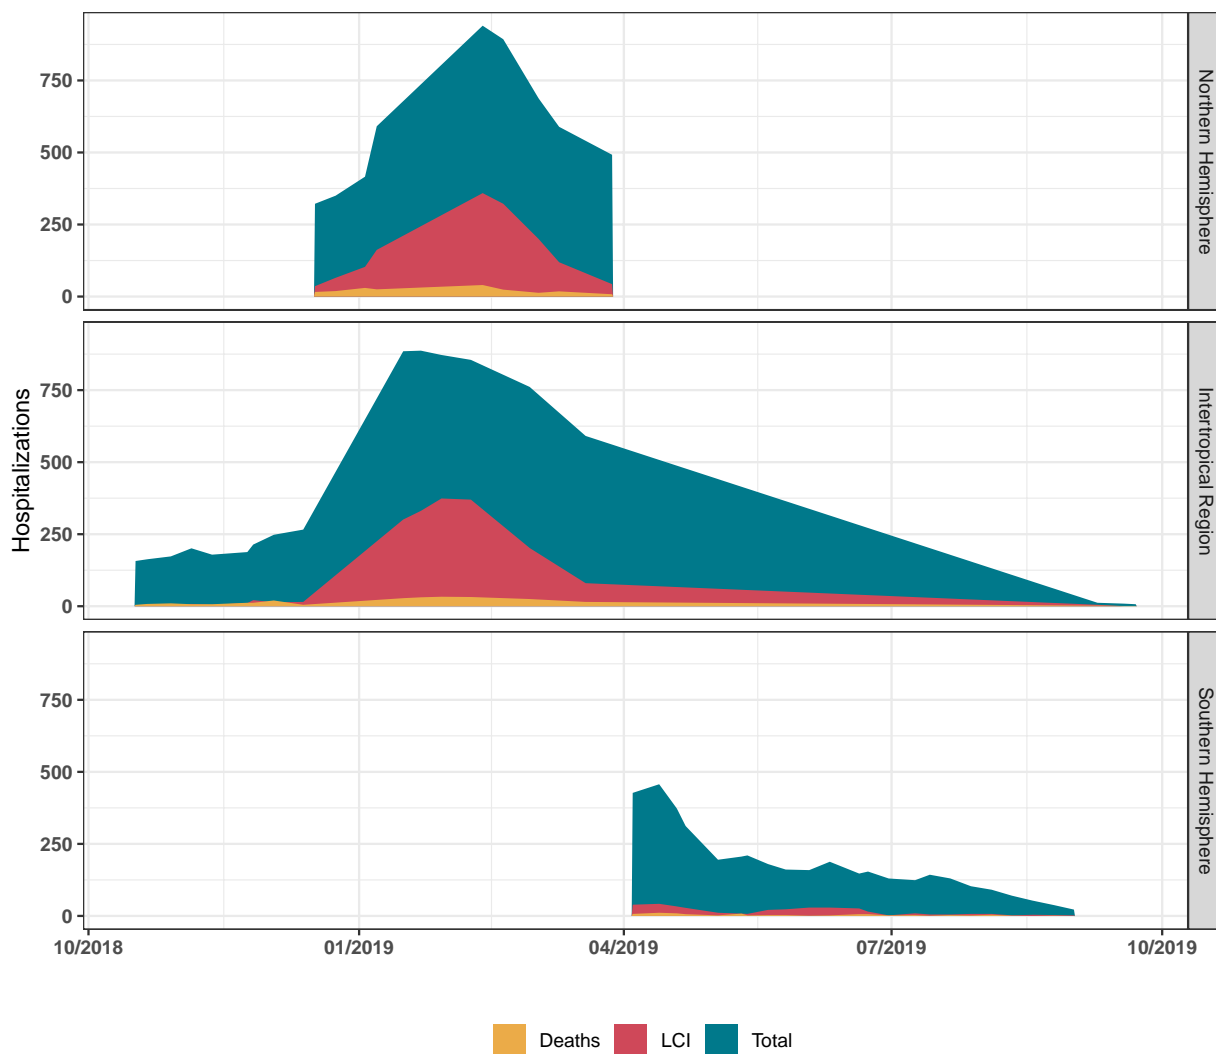 750
500
250
0
Northern Hemisphere
Hospitalizations
750
500
250
0
Intertropical Region
750
500
250
0
Southern Hemisphere
10/2018 01/2019 04/2019 07/2019 10/2019
Deaths LCI Total